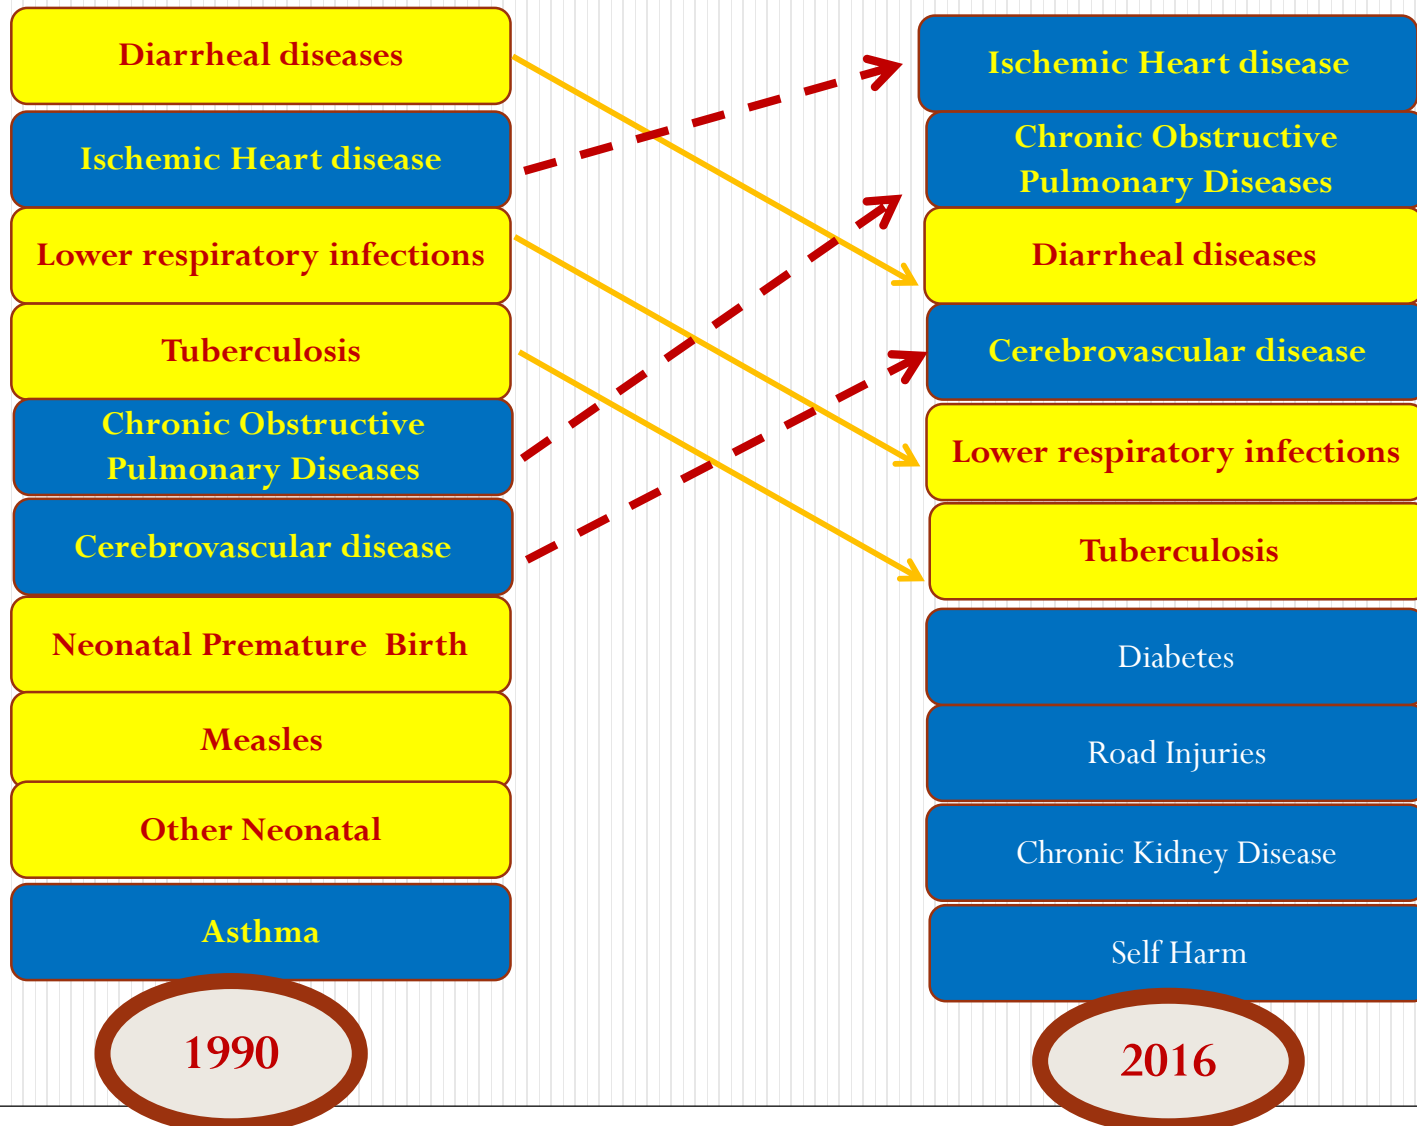 Diarrheal diseases
Ischemic Heart disease
Lower respiratory infections
Tuberculosis
Chronic Obstructive
Pulmonary Diseases
Cerebrovascular disease
Neonatal Premature Birth
Measles
Other Neonatal
Asthma
1990
Ischemic Heart disease
Chronic Obstructive
Pulmonary Diseases
Diarrheal diseases
Cerebrovascular disease
Lower respiratory infections
Tuberculosis
Diabetes
Road Injuries
Chronic Kidney Disease
Self Harm
2016